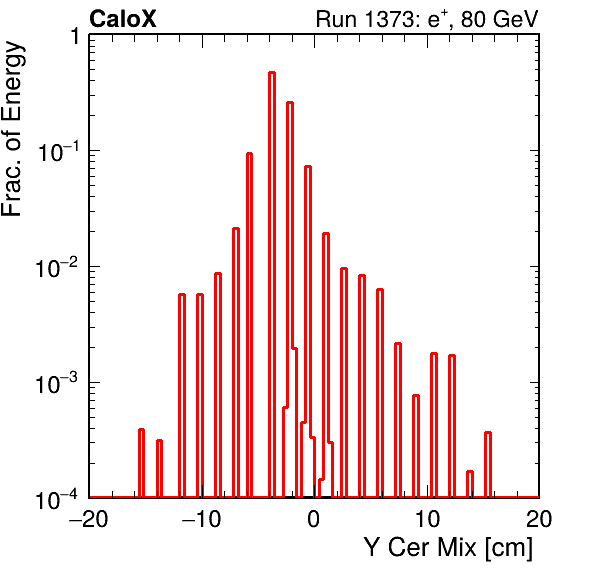 CaloX Run 1373: e⁺, 80 GeV
Frac. of Energy
1
10⁻¹
10⁻²
10⁻³
10⁻⁴
−20 −10 0 10 20
Y Cer Mix [cm]